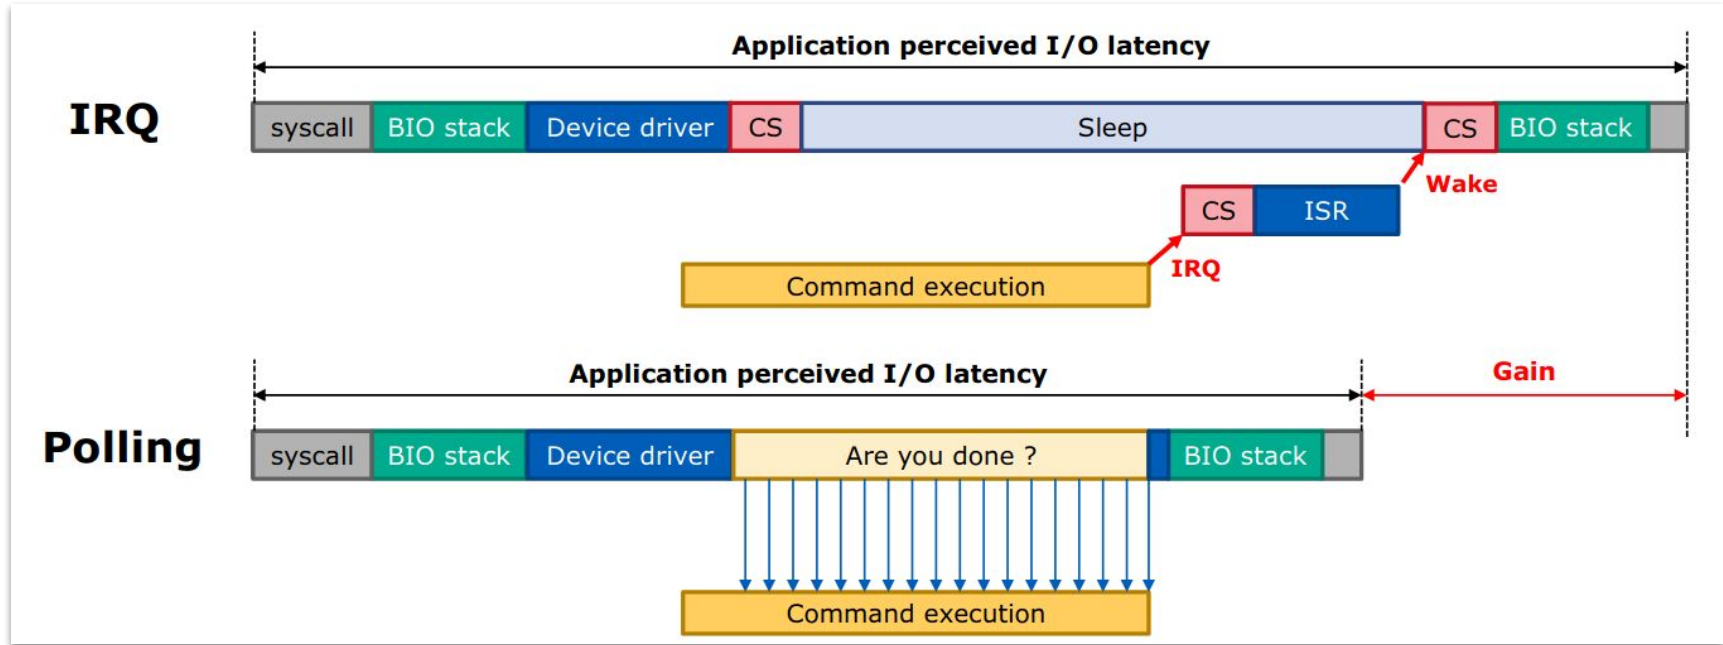 Application perceived I/O latency
IRQ
syscall BIO stack Device driver CS Sleep CS BIO stack
Wake
CS ISR
IRQ
Command execution
Application perceived I/O latency
Gain
Polling
syscall BIO stack Device driver Are you done ? BIO stack
Command execution